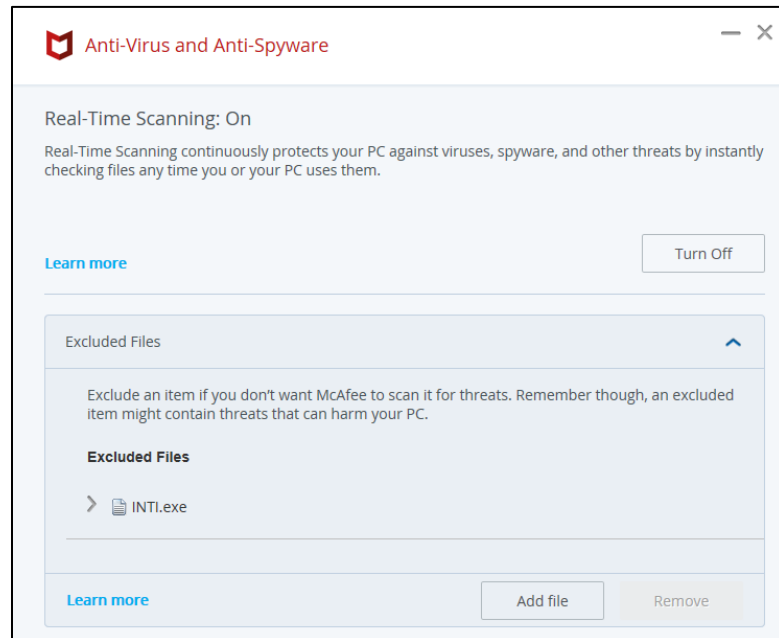 Anti-Virus and Anti-Spyware
Real-Time Scanning: On
Real-Time Scanning continuously protects your PC against viruses, spyware, and other threats by instantly
checking files any time you or your PC uses them.
Turn Off
Learn more
Excluded Files
Exclude an item if you don't want McAfee to scan it for threats. Remember though, an excluded
item might contain threats that can harm your PC.
Excluded Files
INTI.exe
Learn more
Add file
Remove